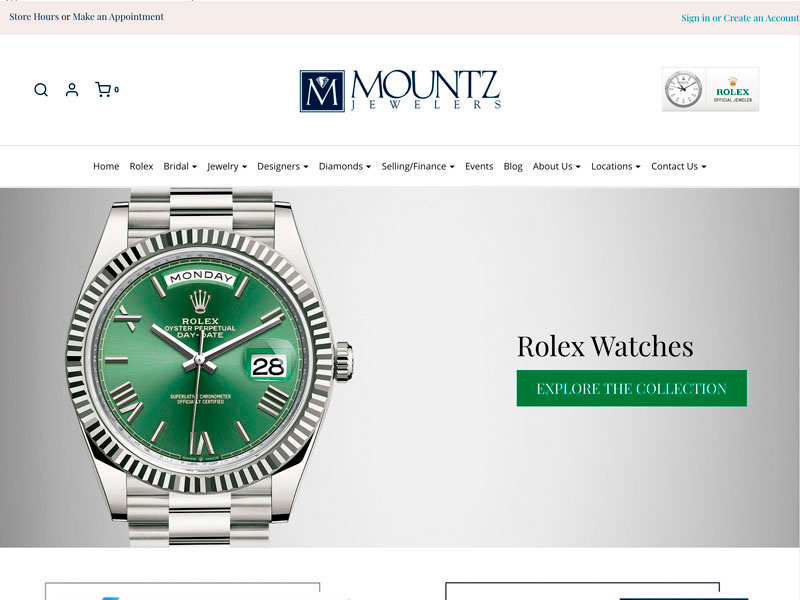 Store Hours or Make an Appointment
Sign in or Create an Account
0
M
MOUNTZ
JEWELERS
ROLEX
OFFICIAL JEWELER
Home Rolex Bridal Jewelry Designers Diamonds Selling/Finance Events Blog About Us Locations Contact Us
MONDAY
ROLEX
OYSTER PERPETUAL
DAY-DATE
28
SUPERLATIVE CHRONOMETER
OFFICIALLY CERTIFIED
SWISS MADE
Rolex Watches
EXPLORE THE COLLECTION